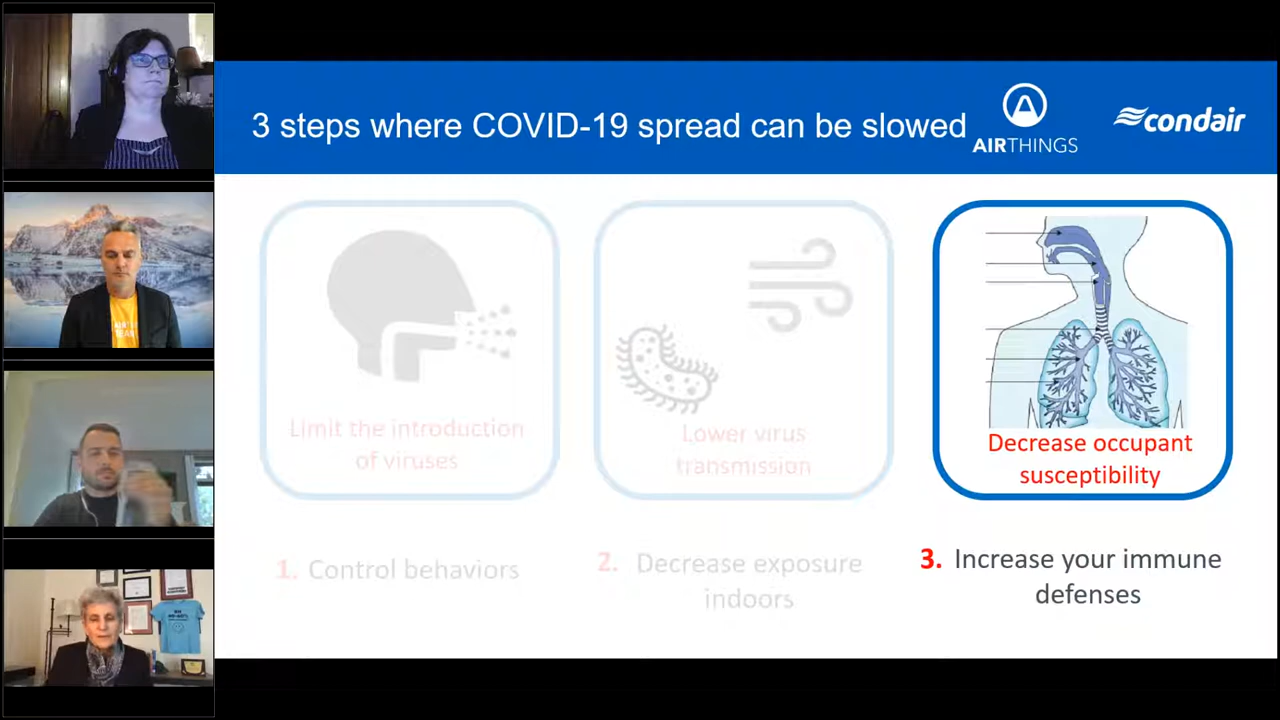 3 steps where COVID-19 spread can be slowed
AIRTHINGS
condair
Limit the introduction
of viruses
Lower virus
transmission
Decrease occupant
susceptibility
1. Control behaviors
2. Decrease exposure
indoors
3. Increase your immune
defenses